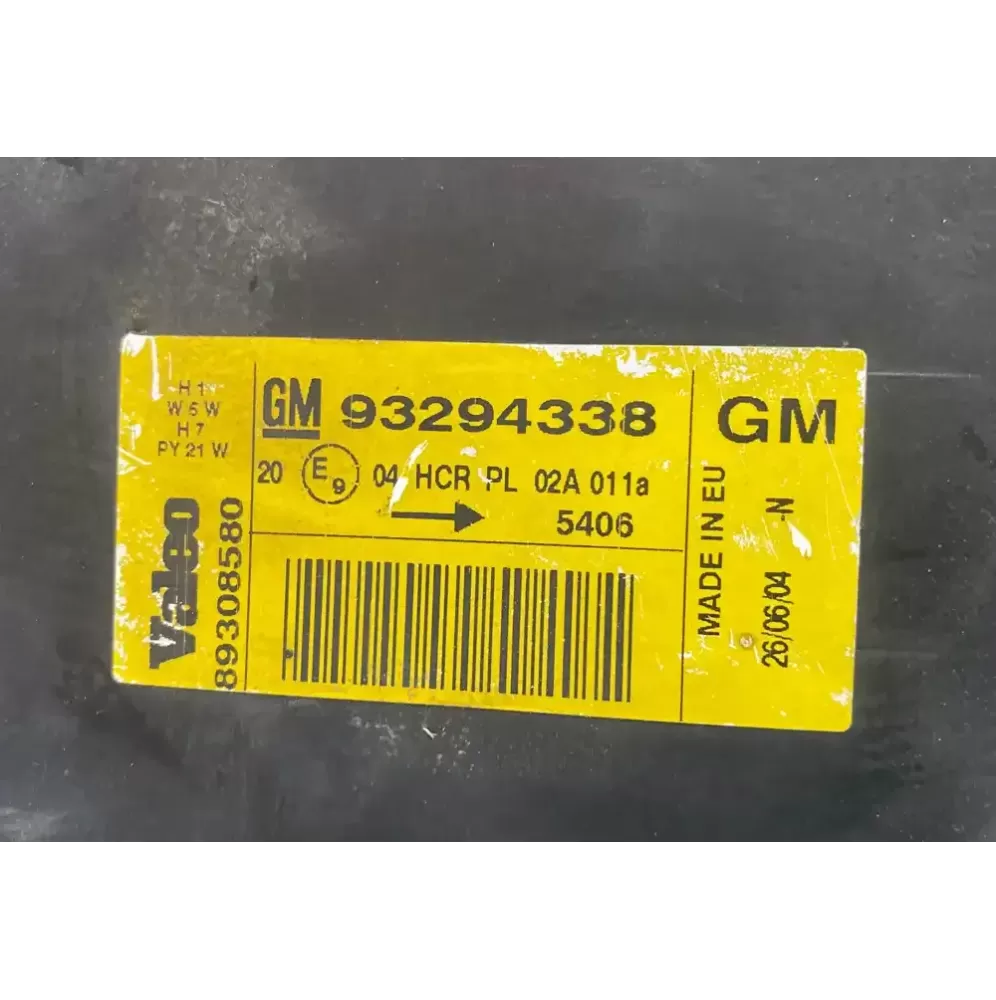 H 1
W 5 W
H 7
PY 21 W
Valeo
89308580
GM 93294338
20 E9 04 HCR PL 02A 011a
5406
GM
MADE IN EU
26/06/04 -N